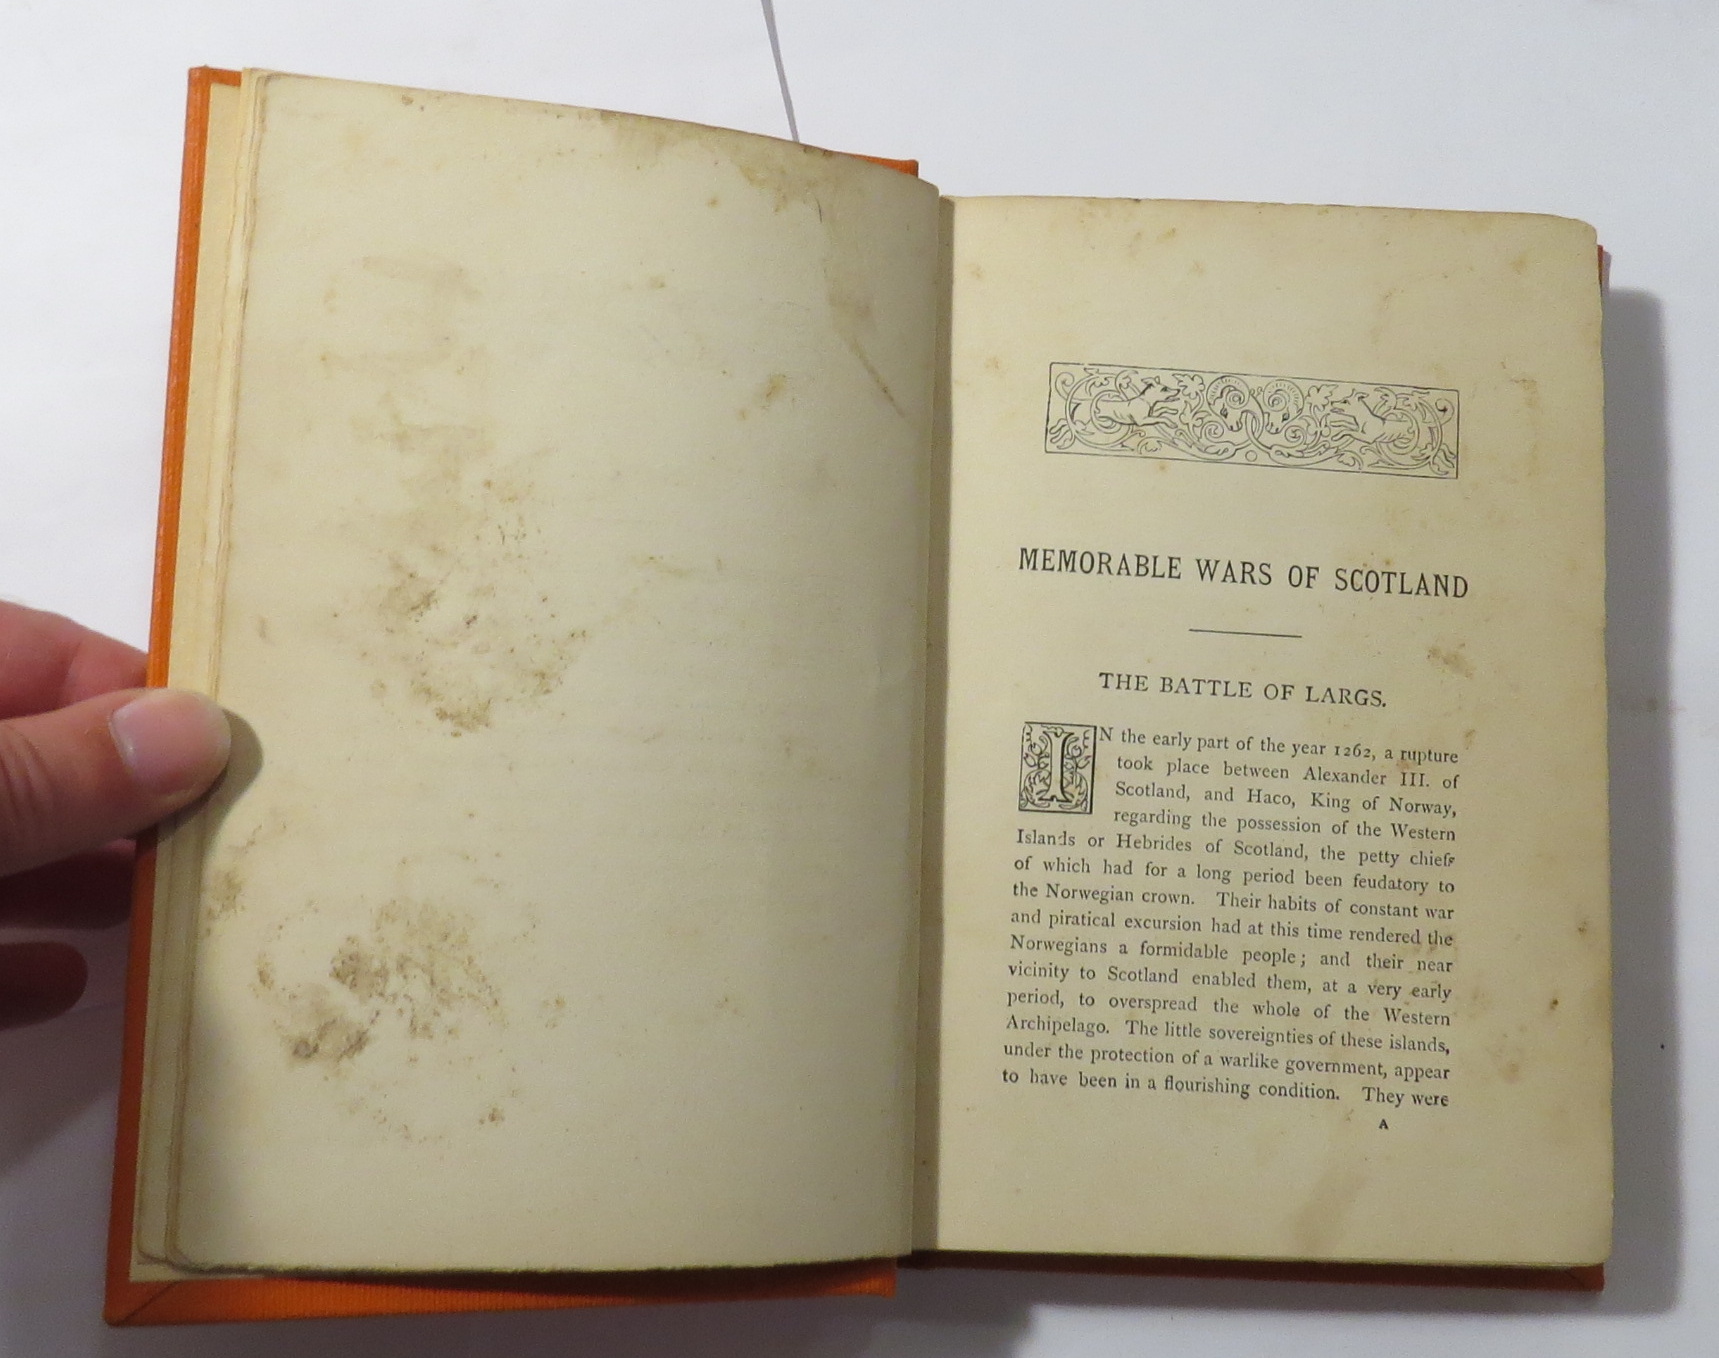 MEMORABLE WARS OF SCOTLAND
THE BATTLE OF LARGS.
IN the early part of the year 1262, a rupture
took place between Alexander III. of
Scotland, and Haco, King of Norway,
regarding the possession of the Western
Islands or Hebrides of Scotland, the petty chiefs
of which had for a long period been feudatory to
the Norwegian crown. Their habits of constant war
and piratical excursion had at this time rendered the
Norwegians a formidable people; and their near
vicinity to Scotland enabled them, at a very early
period, to overspread the whole of the Western
Archipelago. The little sovereignties of these islands,
under the protection of a warlike government, appear
to have been in a flourishing condition. They were
A